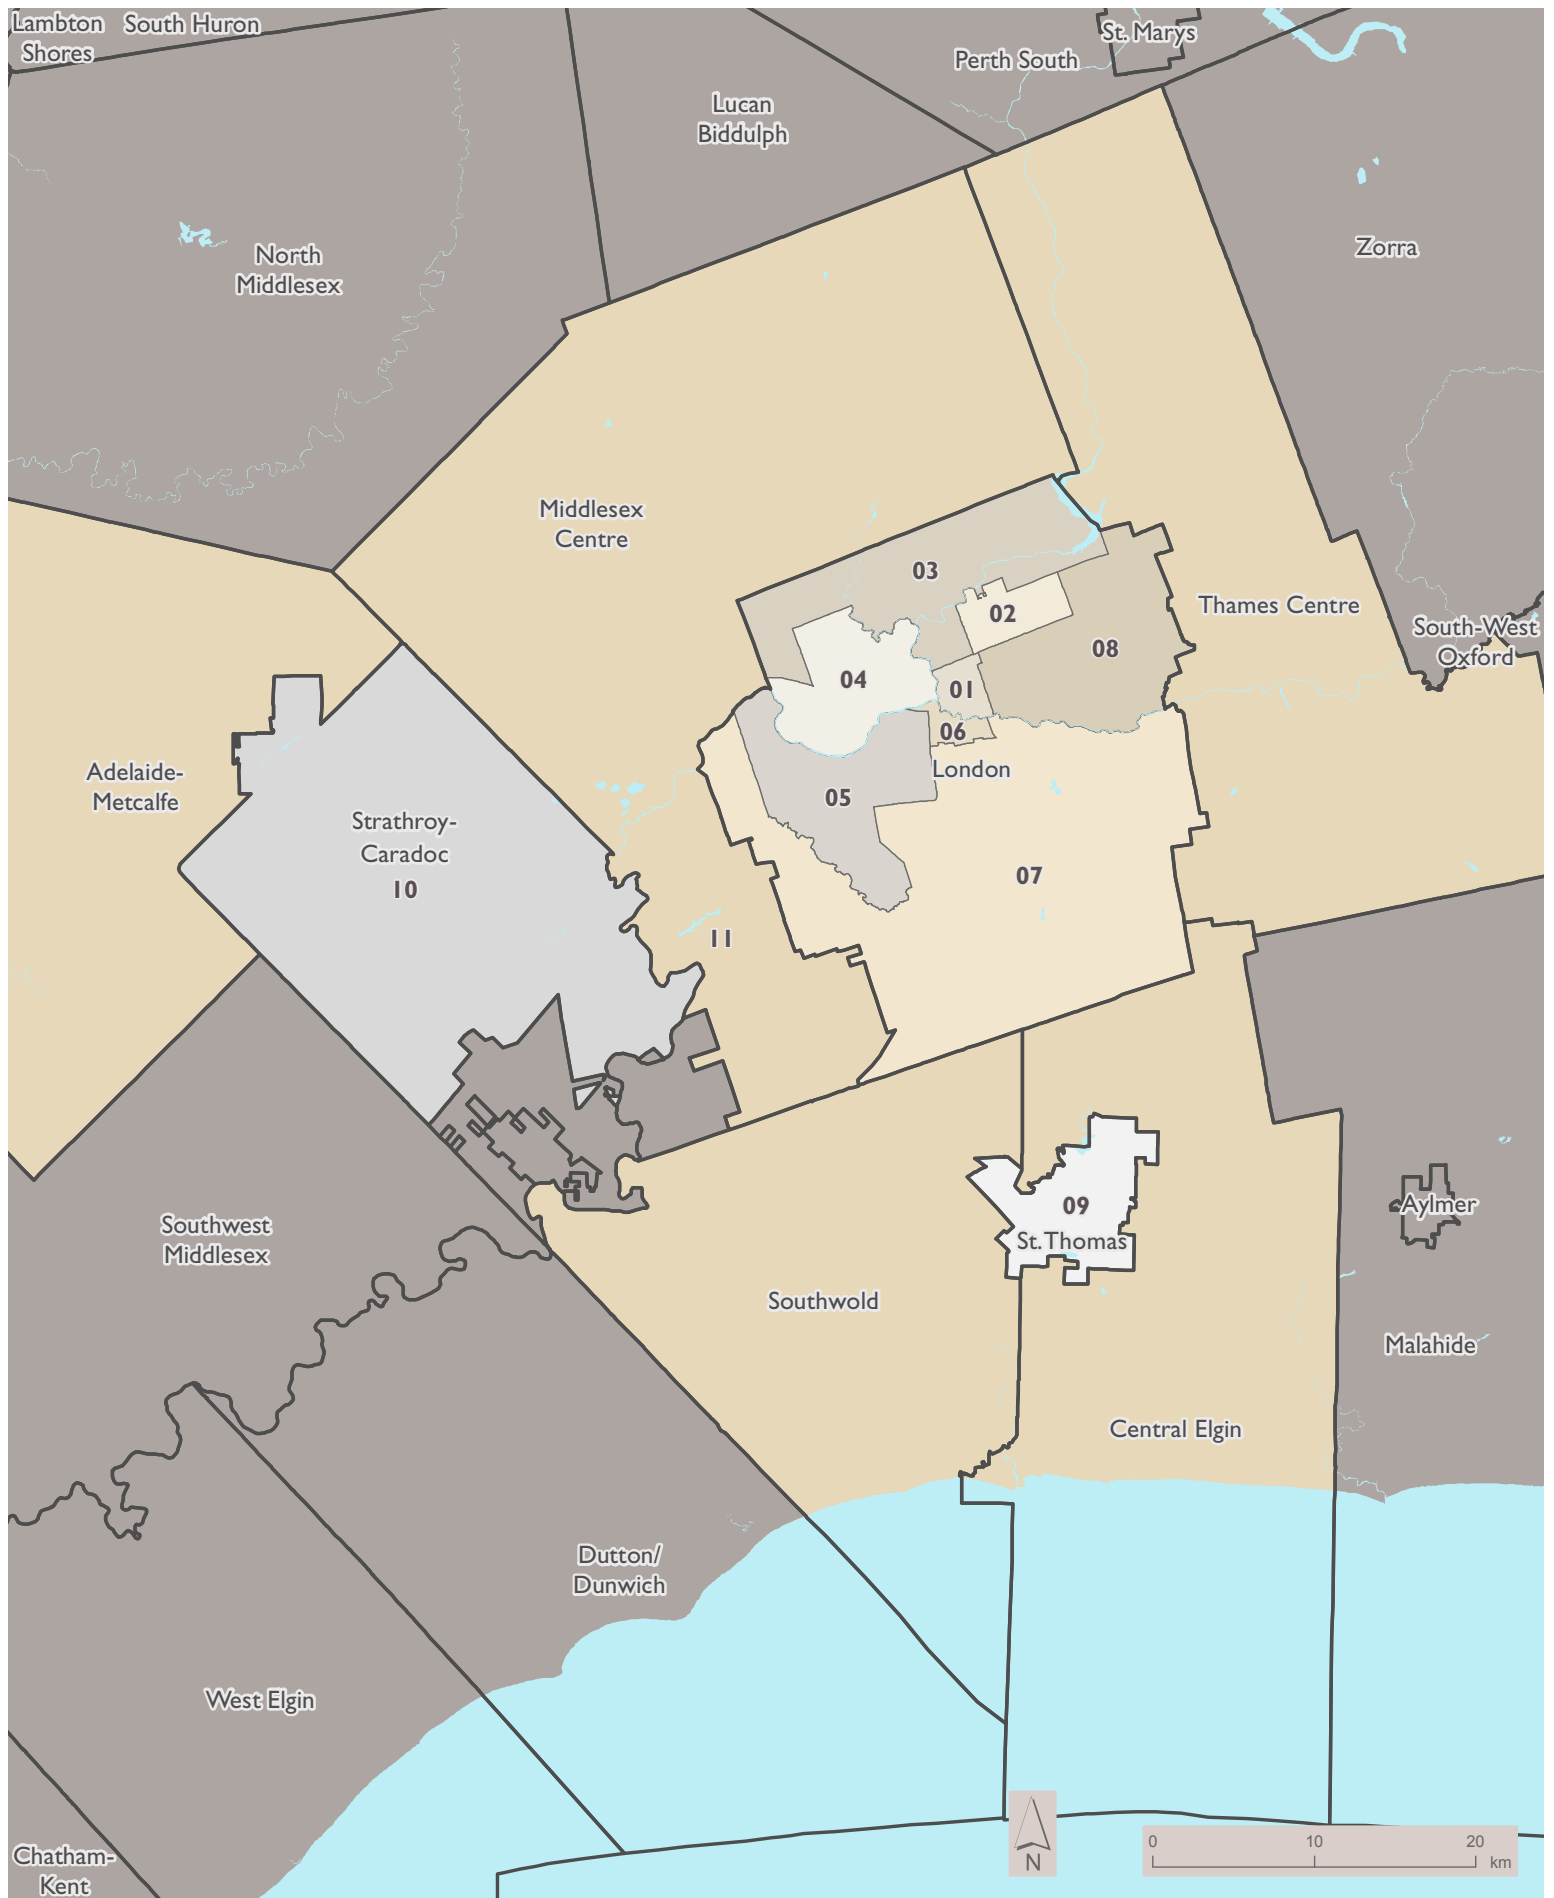 Lambton
Shores
South Huron
St. Marys
Perth South
Lucan
Biddulph
North
Middlesex
Zorra
Middlesex
Centre
03
02
Thames Centre
South-West
Oxford
08
04
01
06
London
Adelaide-
Metcalfe
05
Strathroy-
Caradoc
10
07
11
09
St. Thomas
Aylmer
Southwest
Middlesex
Southwold
Malahide
Central Elgin
Dutton/
Dunwich
West Elgin
Chatham-
Kent
N
0 10 20
km